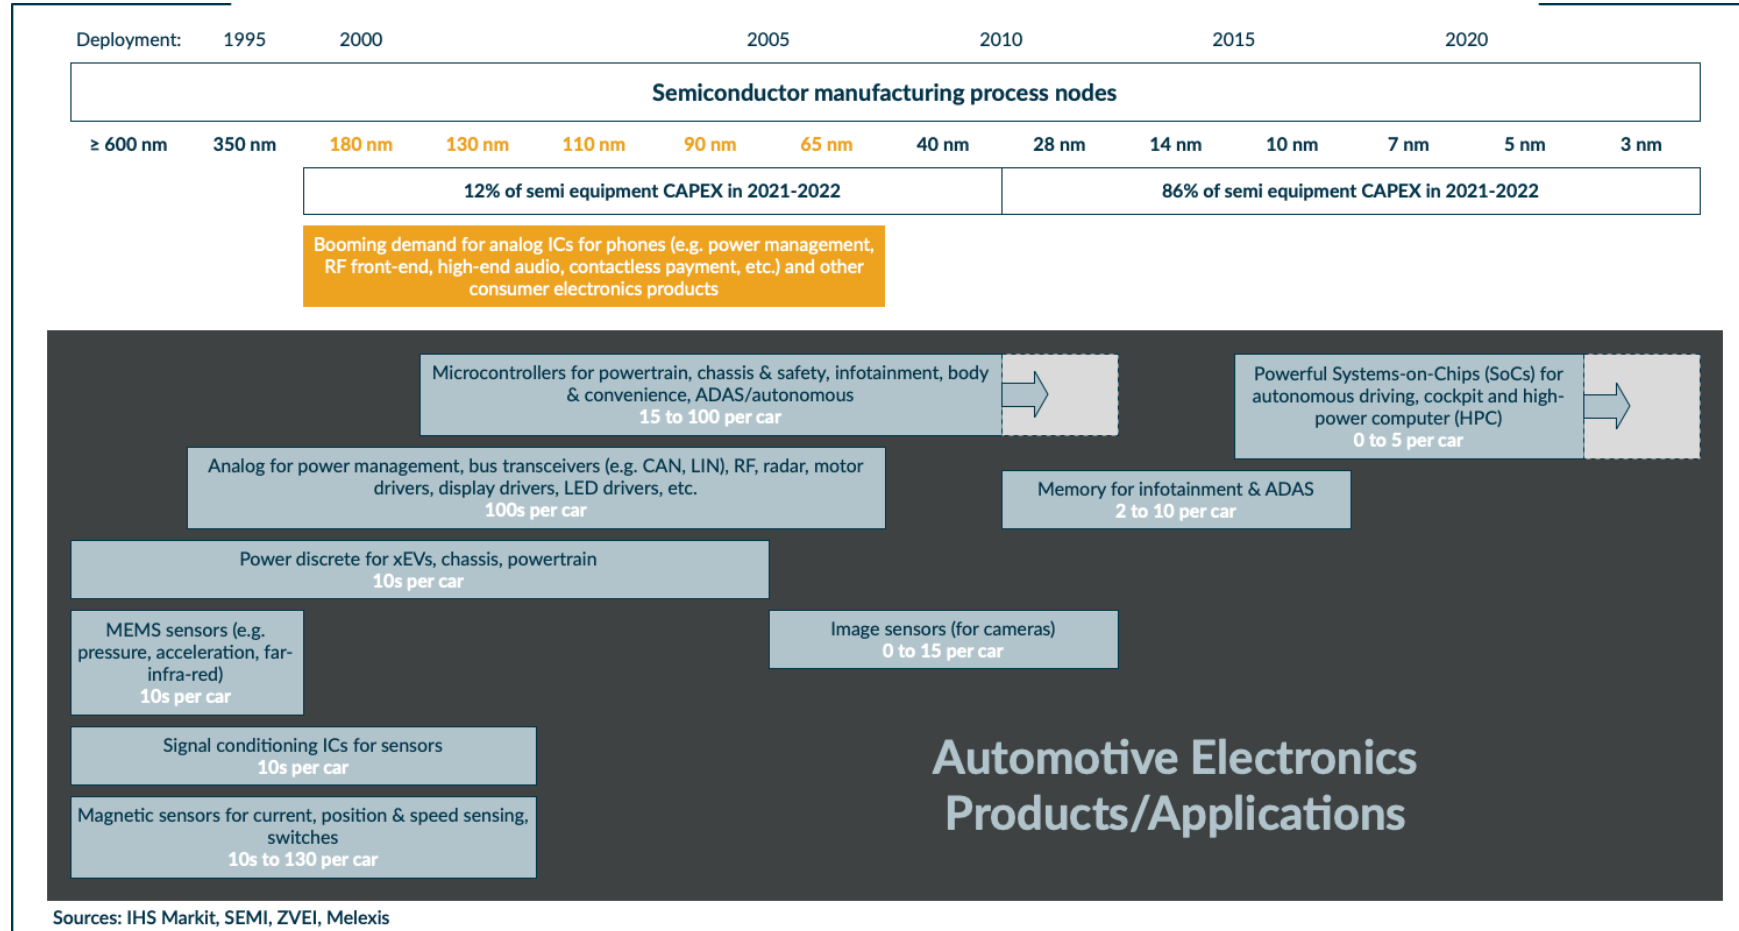 Deployment: 1995 2000 2005 2010 2015 2020
Semiconductor manufacturing process nodes
≥ 600 nm 350 nm 180 nm 130 nm 110 nm 90 nm 65 nm 40 nm 28 nm 14 nm 10 nm 7 nm 5 nm 3 nm
12% of semi equipment CAPEX in 2021-2022 86% of semi equipment CAPEX in 2021-2022
Booming demand for analog ICs for phones (e.g. power management,
RF front-end, high-end audio, contactless payment, etc.) and other
consumer electronics products
Microcontrollers for powertrain, chassis & safety, infotainment, body
& convenience, ADAS/autonomous
15 to 100 per car
Powerful Systems-on-Chips (SoCs) for
autonomous driving, cockpit and high-
power computer (HPC)
0 to 5 per car
Analog for power management, bus transceivers (e.g. CAN, LIN), RF, radar, motor
drivers, display drivers, LED drivers, etc.
100s per car
Memory for infotainment & ADAS
2 to 10 per car
Power discrete for xEVs, chassis, powertrain
10s per car
MEMS sensors (e.g.
pressure, acceleration, far-
infra-red)
10s per car
Image sensors (for cameras)
0 to 15 per car
Signal conditioning ICs for sensors
10s per car
Magnetic sensors for current, position & speed sensing,
switches
10s to 130 per car
Automotive Electronics
Products/Applications
Sources: IHS Markit, SEMI, ZVEI, Melexis